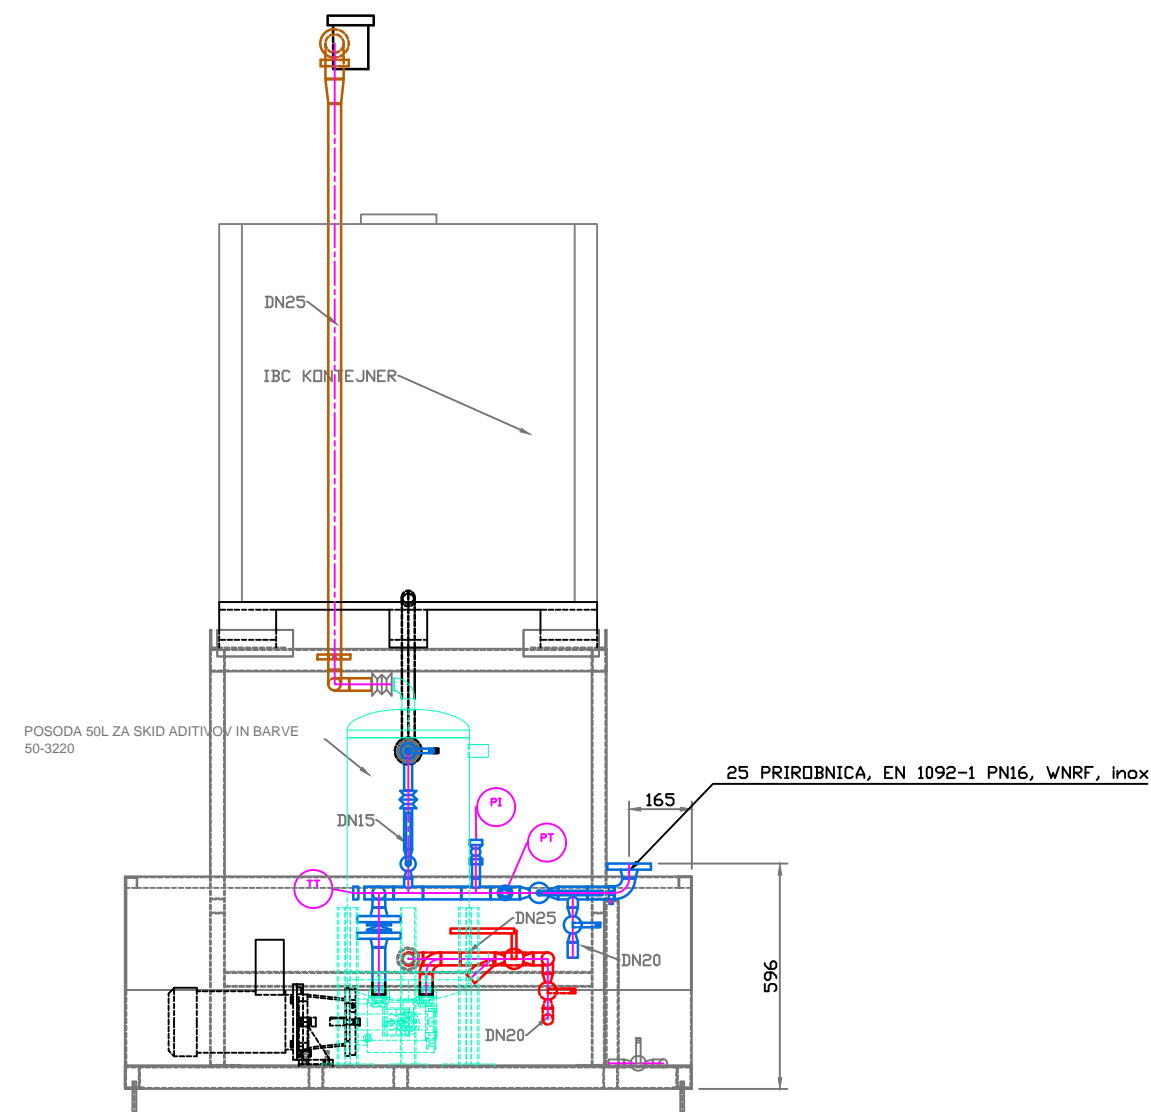 DN25
IBC KONTEJNER
POSODA 50L ZA SKID ADITIVOV IN BARVE
50-3220
25 PRIROBNICA, EN 1092-1 PN16, WNRF, inox
165
PI
DN15
PT
TT
DN25
DN20
596
DN20